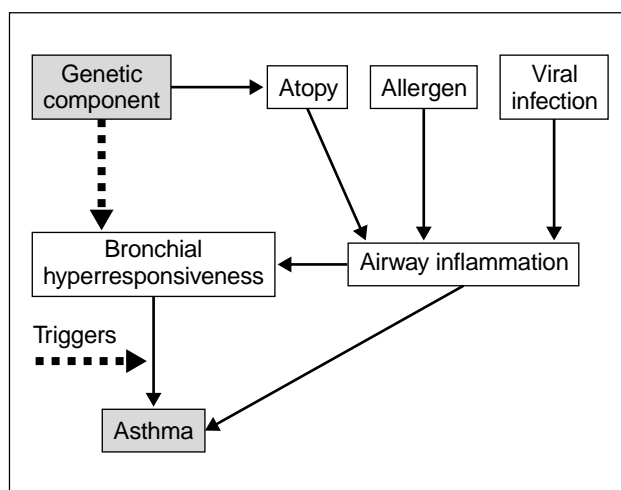 Genetic
component
Atopy
Allergen
Viral
infection
Bronchial
hyperresponsiveness
Airway inflammation
Triggers
Asthma